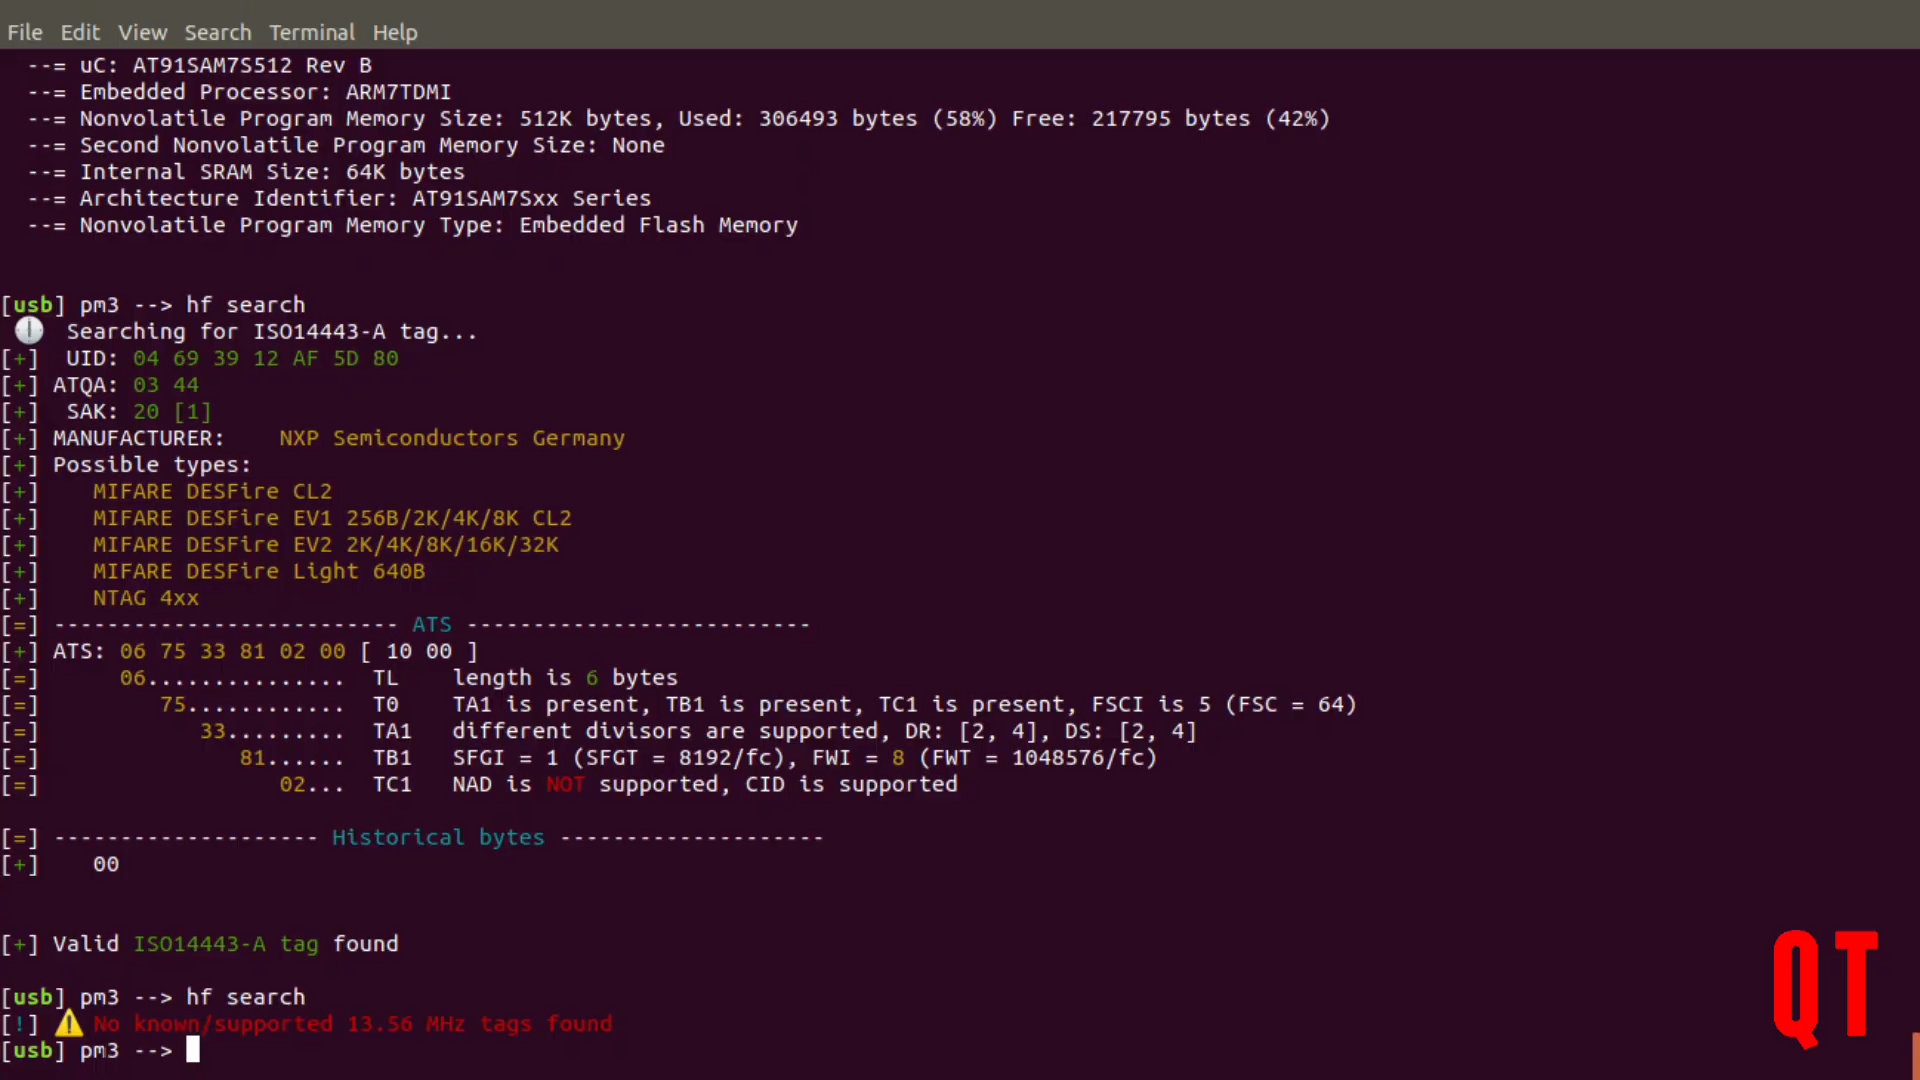 File Edit View Search Terminal Help
--= uC: AT91SAM7S512 Rev B
--= Embedded Processor: ARM7TDMI
--= Nonvolatile Program Memory Size: 512K bytes, Used: 306493 bytes (58%) Free: 217795 bytes (42%)
--= Second Nonvolatile Program Memory Size: None
--= Internal SRAM Size: 64K bytes
--= Architecture Identifier: AT91SAM7Sxx Series
--= Nonvolatile Program Memory Type: Embedded Flash Memory
[usb] pm3 --> hf search
Searching for ISO14443-A tag...
[+]  UID: 04 69 39 12 AF 5D 80
[+] ATQA: 03 44
[+]  SAK: 20 [1]
[+] MANUFACTURER:    NXP Semiconductors Germany
[+] Possible types:
[+]    MIFARE DESFire CL2
[+]    MIFARE DESFire EV1 256B/2K/4K/8K CL2
[+]    MIFARE DESFire EV2 2K/4K/8K/16K/32K
[+]    MIFARE DESFire Light 640B
[+]    NTAG 4xx
[=] -------------------------- ATS --------------------------
[+] ATS: 06 75 33 81 02 00 [ 10 00 ]
[=]      06...............  TL    length is 6 bytes
[=]         75............  T0    TA1 is present, TB1 is present, TC1 is present, FSCI is 5 (FSC = 64)
[=]            33.........  TA1   different divisors are supported, DR: [2, 4], DS: [2, 4]
[=]               81......  TB1   SFGI = 1 (SFGT = 8192/fc), FWI = 8 (FWT = 1048576/fc)
[=]                  02...  TC1   NAD is NOT supported, CID is supported
[=] -------------------- Historical bytes --------------------
[+]    00
[+] Valid ISO14443-A tag found
[usb] pm3 --> hf search
[!] ⚠️ No known/supported 13.56 MHz tags found
[usb] pm3 -->
QT